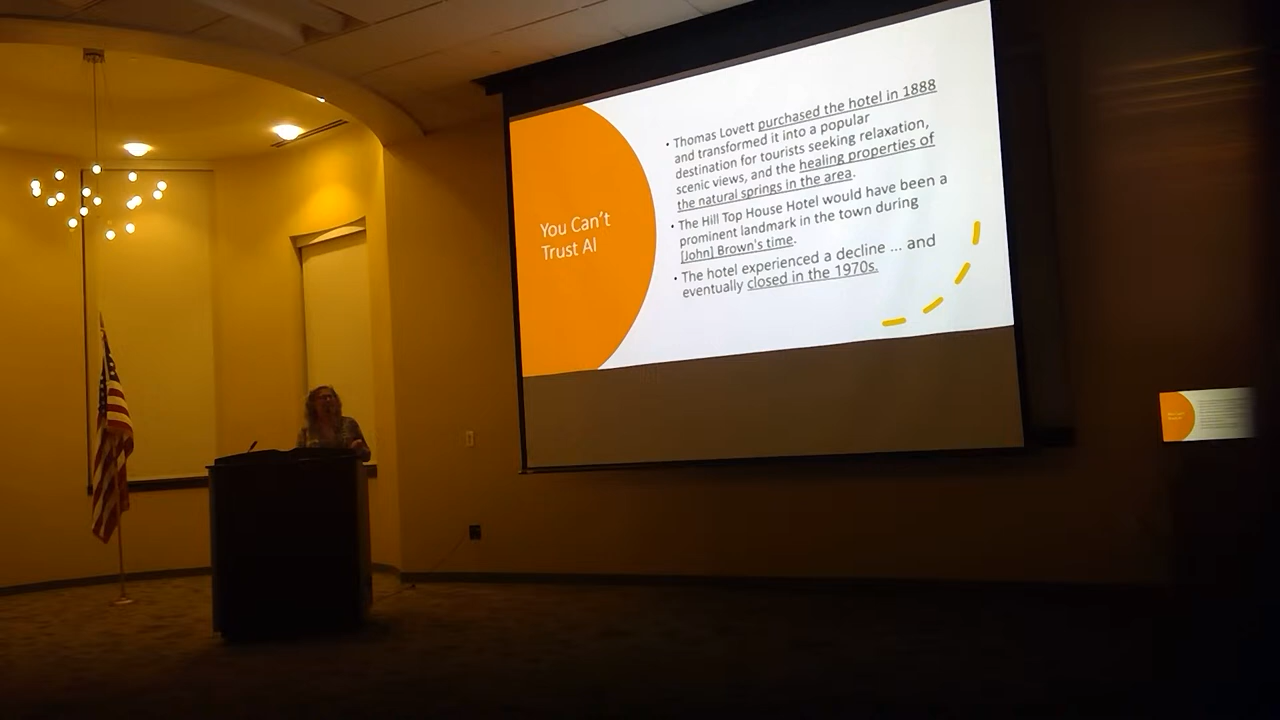 You Can't
Trust AI
• Thomas Lovett purchased the hotel in 1888
and transformed it into a popular
destination for tourists seeking relaxation,
scenic views, and the healing properties of
the natural springs in the area.
• The Hill Top House Hotel would have been a
prominent landmark in the town during
[John] Brown's time.
• The hotel experienced a decline ... and
eventually closed in the 1970s.